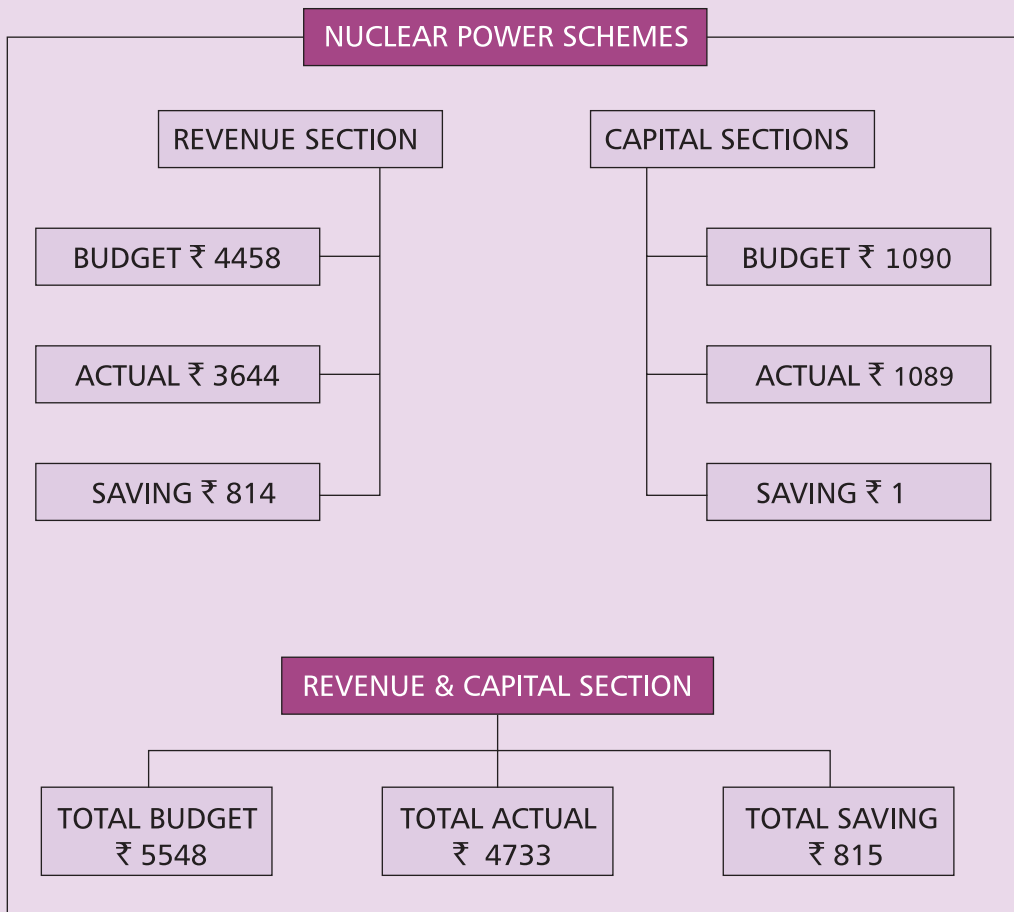 NUCLEAR POWER SCHEMES
REVENUE SECTION
BUDGET ₹ 4458
ACTUAL ₹ 3644
SAVING ₹ 814
CAPITAL SECTIONS
BUDGET ₹ 1090
ACTUAL ₹ 1089
SAVING ₹ 1
REVENUE & CAPITAL SECTION
TOTAL BUDGET
₹ 5548
TOTAL ACTUAL
₹ 4733
TOTAL SAVING
₹ 815